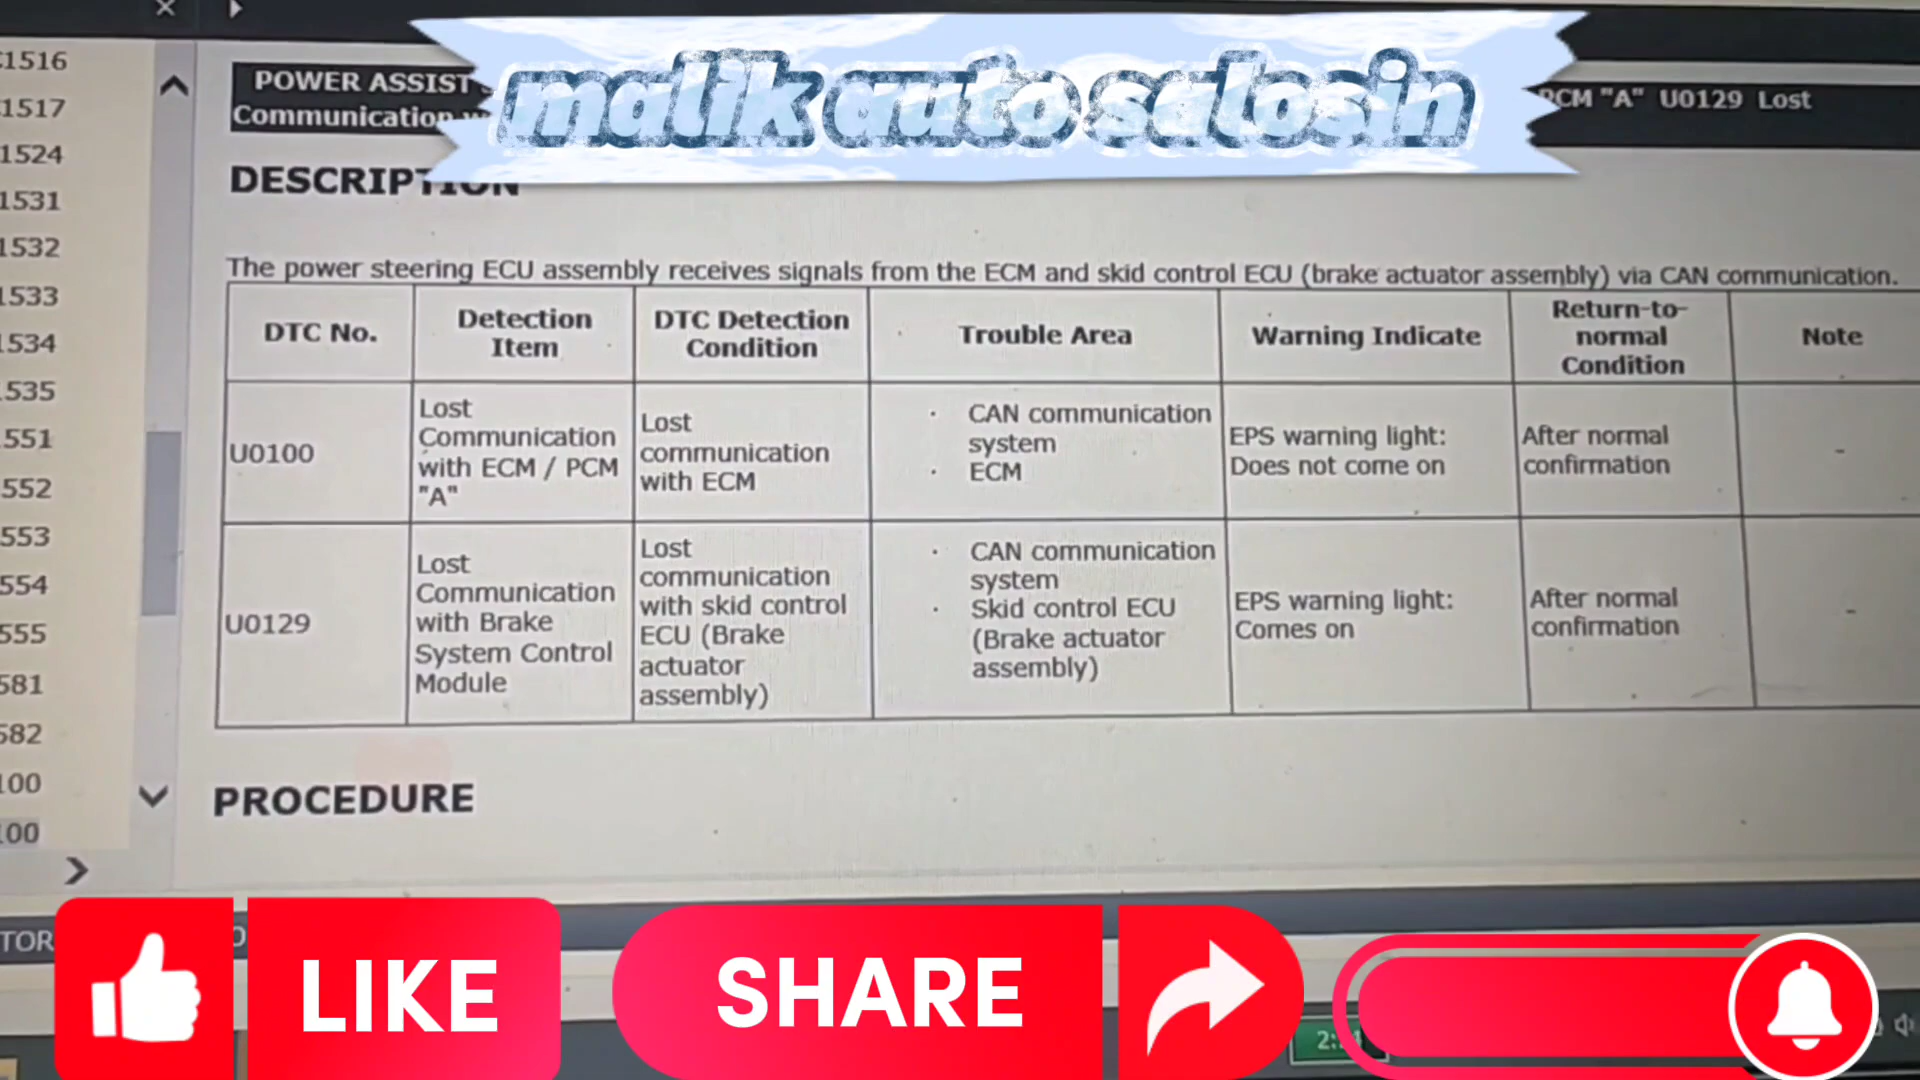 1516
1517
1524
1531
1532
1533
1534
1535
551
552
553
554
555
581
582
100
100
malik auto salosin
POWER ASSIST
PCM "A" U0129 Lost
Communication
DESCRIPTION
The power steering ECU assembly receives signals from the ECM and skid control ECU (brake actuator assembly) via CAN communication.
DTC No.
Detection
Item
DTC Detection
Condition
Trouble Area
Warning Indicate
Return-to-
normal
Condition
Note
U0100
Lost
Communication
with ECM / PCM
"A"
Lost
communication
with ECM
· CAN communication
system
· ECM
EPS warning light:
Does not come on
After normal
confirmation
-
U0129
Lost
Communication
with Brake
System Control
Module
Lost
communication
with skid control
ECU (Brake
actuator
assembly)
· CAN communication
system
· Skid control ECU
(Brake actuator
assembly)
EPS warning light:
Comes on
After normal
confirmation
-
PROCEDURE
TOR
LIKE
SHARE